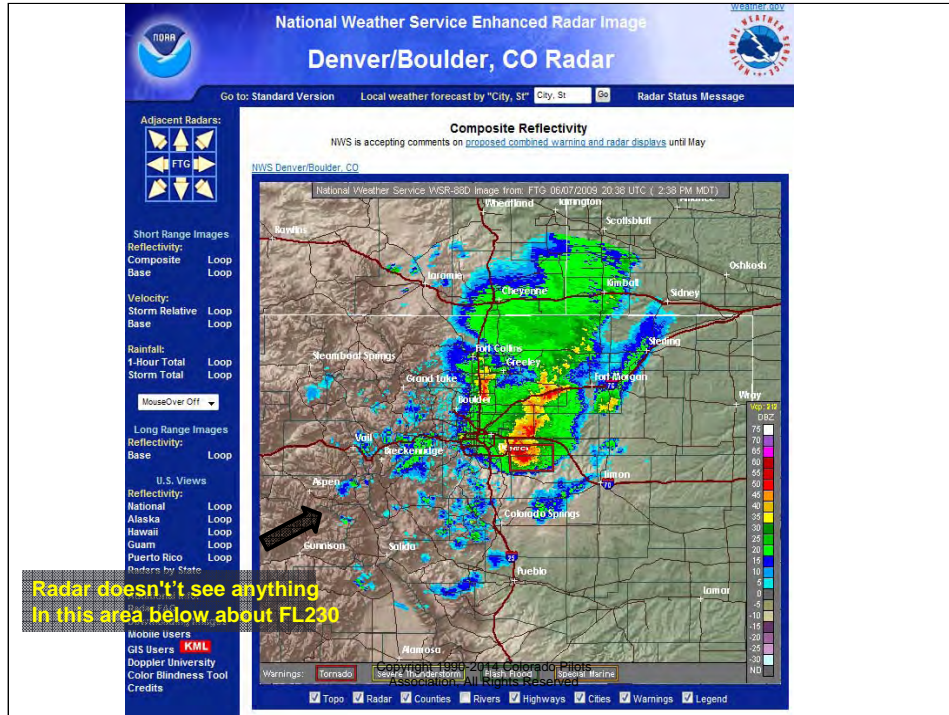 weather.gov
NOAA
NATIONAL WEATHER SERVICE
National Weather Service Enhanced Radar Image
Denver/Boulder, CO Radar
Go to: Standard Version Local weather forecast by "City, St" City, St Go Radar Status Message
Adjacent Radars:
FTG
Composite Reflectivity
NWS is accepting comments on proposed combined warning and radar displays until May
NWS Denver/Boulder, CO
National Weather Service WSR-88D Image from: FTG 06/07/2009 20:38 UTC ( 2:38 PM MDT)
Wheatland
Torrington
Alliance
Scottsbluff
Rawlins
Oshkosh
Laramie
Cheyenne
Kimball
Sidney
Sterling
Steamboat Springs
Fort Collins
Greeley
Grand Lake
Fort Morgan
76
Boulder
Wray
Vail
Breckenridge
Limon
70
Aspen
Colorado Springs
Gunnison
Salida
25
Pueblo
Lamar
Alamosa
Vcp: 212
DBZ
75
70
65
60
55
50
45
40
35
30
25
20
15
10
5
0
-5
-10
-15
-20
-25
-30
ND
Short Range Images
Reflectivity:
Composite Loop
Base Loop
Velocity:
Storm Relative Loop
Base Loop
Rainfall:
1-Hour Total Loop
Storm Total Loop
MouseOver Off
Long Range Images
Reflectivity:
Base Loop
U.S. Views
Reflectivity:
National Loop
Alaska Loop
Hawaii Loop
Guam Loop
Puerto Rico Loop
Radars by State
Radar doesn't't see anything
In this area below about FL230
Mobile Users
GIS Users KML
Doppler University
Color Blindness Tool
Credits
Warnings: Tornado Severe Thunderstorm Flash Flood Special Marine
Copyright 1990-2014 Colorado Pilots
Association, All Rights Reserved
Topo Radar Counties Rivers Highways Cities Warnings Legend